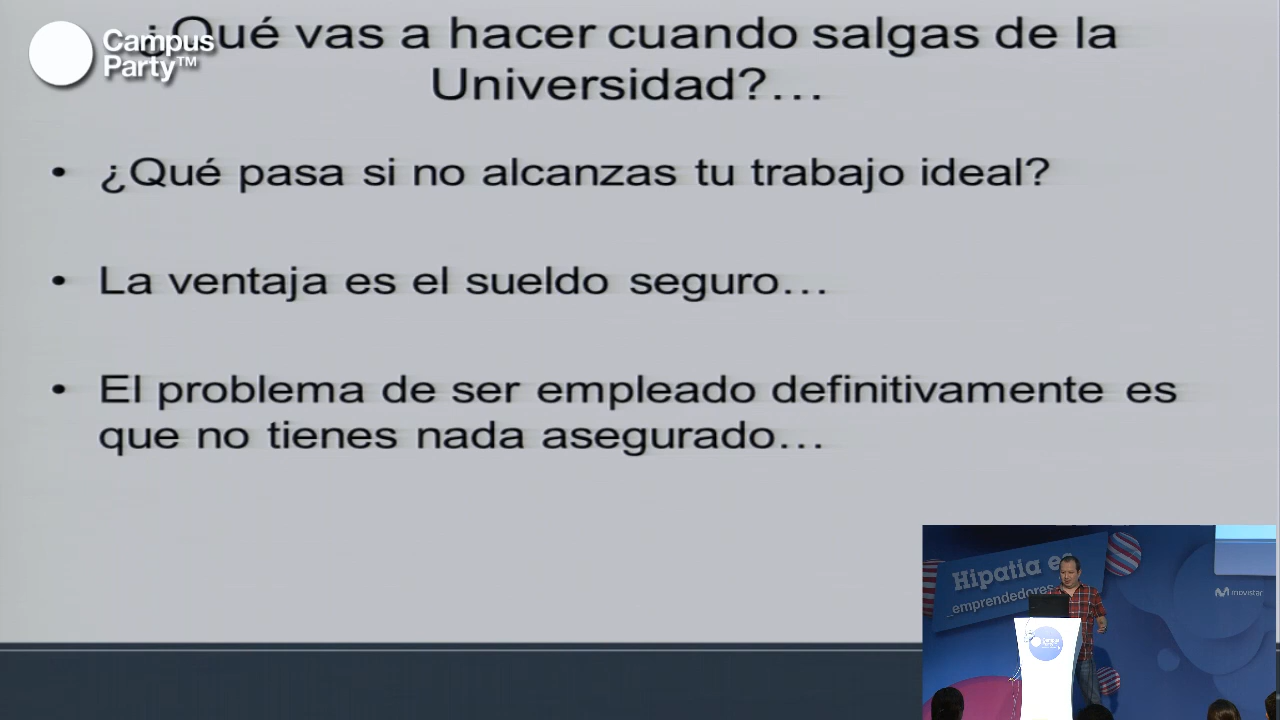 ¿Qué vas a hacer cuando salgas de la
Universidad?...
Campus
Party™
• ¿Qué pasa si no alcanzas tu trabajo ideal?
• La ventaja es el sueldo seguro...
• El problema de ser empleado definitivamente es
que no tienes nada asegurado...
Hipatia es
_emprendedores_
movistar
Campus